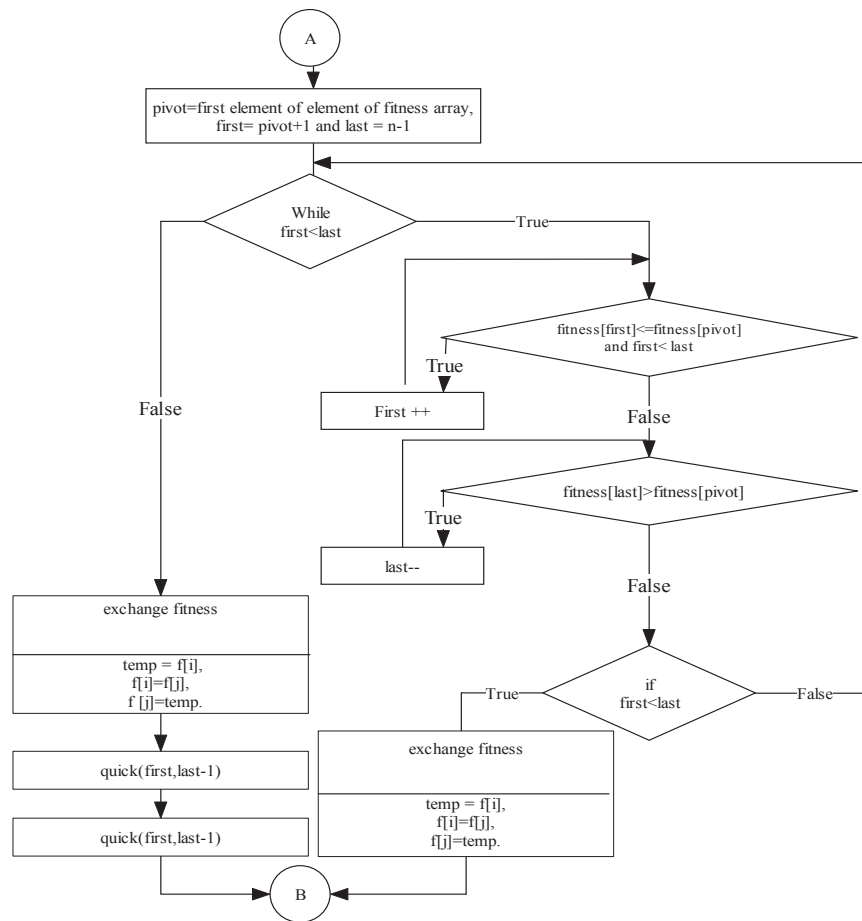 A
pivot=first element of element of fitness array,
first= pivot+1 and last = n-1
While
first<last
True
fitness[first]<=fitness[pivot]
and first< last
True
First ++
False
False
fitness[last]>fitness[pivot]
True
last--
False
exchange fitness
temp = f[i],
f[i]=f[j],
f [j]=temp.
if
first<last
True
False
exchange fitness
temp = f[i],
f[i]=f[j],
f[j]=temp.
quick(first,last-1)
quick(first,last-1)
B